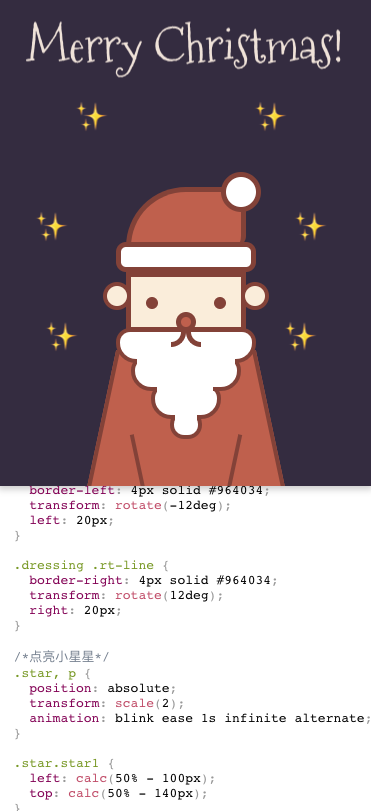 Merry Christmas!
border-left: 4px solid #964034;
transform: rotate(-12deg);
left: 20px;
}
.dressing .rt-line {
border-right: 4px solid #964034;
transform: rotate(12deg);
right: 20px;
}
/*点亮小星星*/
.star, p {
position: absolute;
transform: scale(2);
animation: blink ease 1s infinite alternate;
}
.star.star1 {
left: calc(50% - 100px);
top: calc(50% - 140px);
}